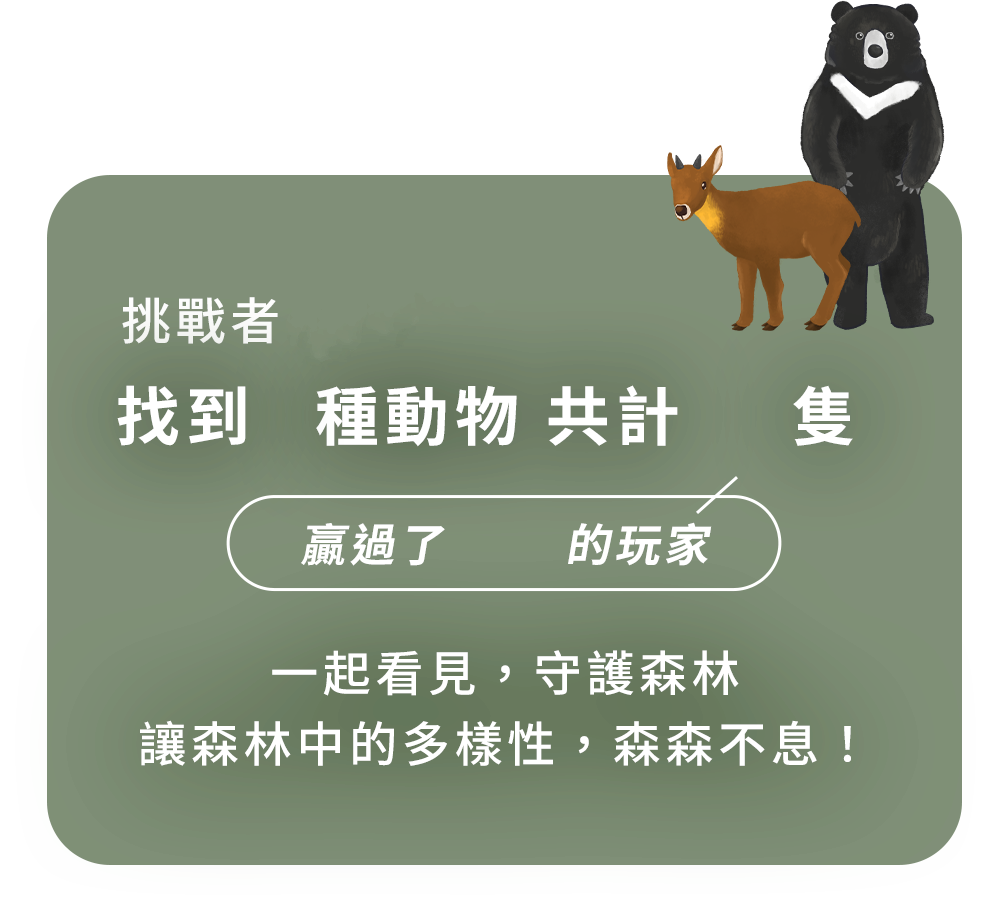 挑戰者
找到 種動物 共計 隻
贏過了 的玩家
一起看見，守護森林
讓森林中的多樣性，森森不息！